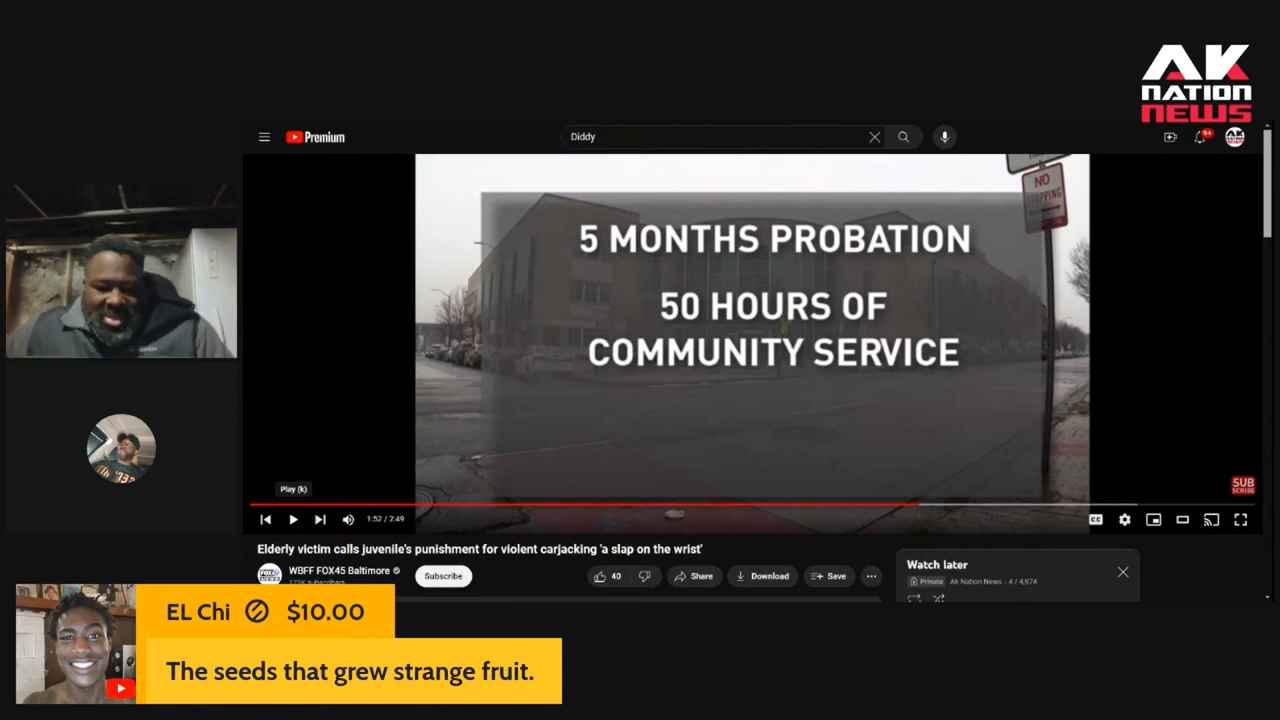 AK
NATION
NEWS
Premium
Diddy
9+
NO
STOPPING
5 MONTHS PROBATION
50 HOURS OF
COMMUNITY SERVICE
Play (k)
SUB
SCRIBE
1:52 / 2:49
CC
Elderly victim calls juvenile's punishment for violent carjacking 'a slap on the wrist'
WBFF FOX45 Baltimore
Subscribe
40
Share
Download
Save
Watch later
Private
Ak Nation News - 4 / 4,974
EL Chi
$10.00
The seeds that grew strange fruit.